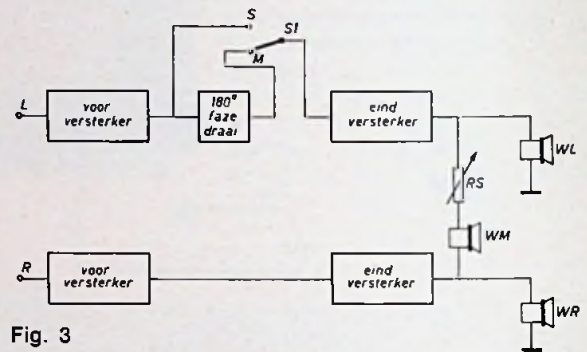 S
S1
M
L
voor
versterker
180°
faze
draai
eind
versterker
WL
RS
WM
R
voor
versterker
eind
versterker
WR
Fig. 3